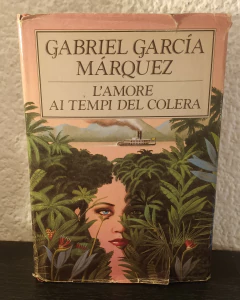 GABRIEL GARCÍA
MÁRQUEZ
L'AMORE
AI TEMPI DEL COLERA